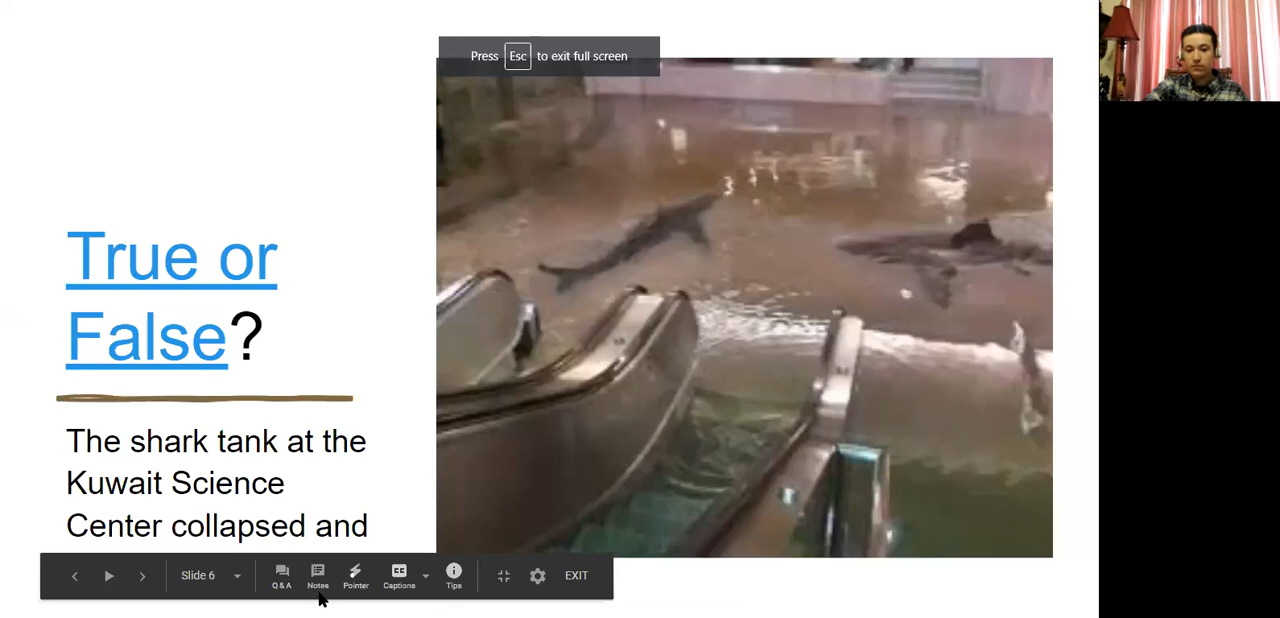 Press Esc to exit full screen
True or
False?
The shark tank at the
Kuwait Science
Center collapsed and
Slide 6
Q & A
Notes
Pointer
Captions
Tips
EXIT